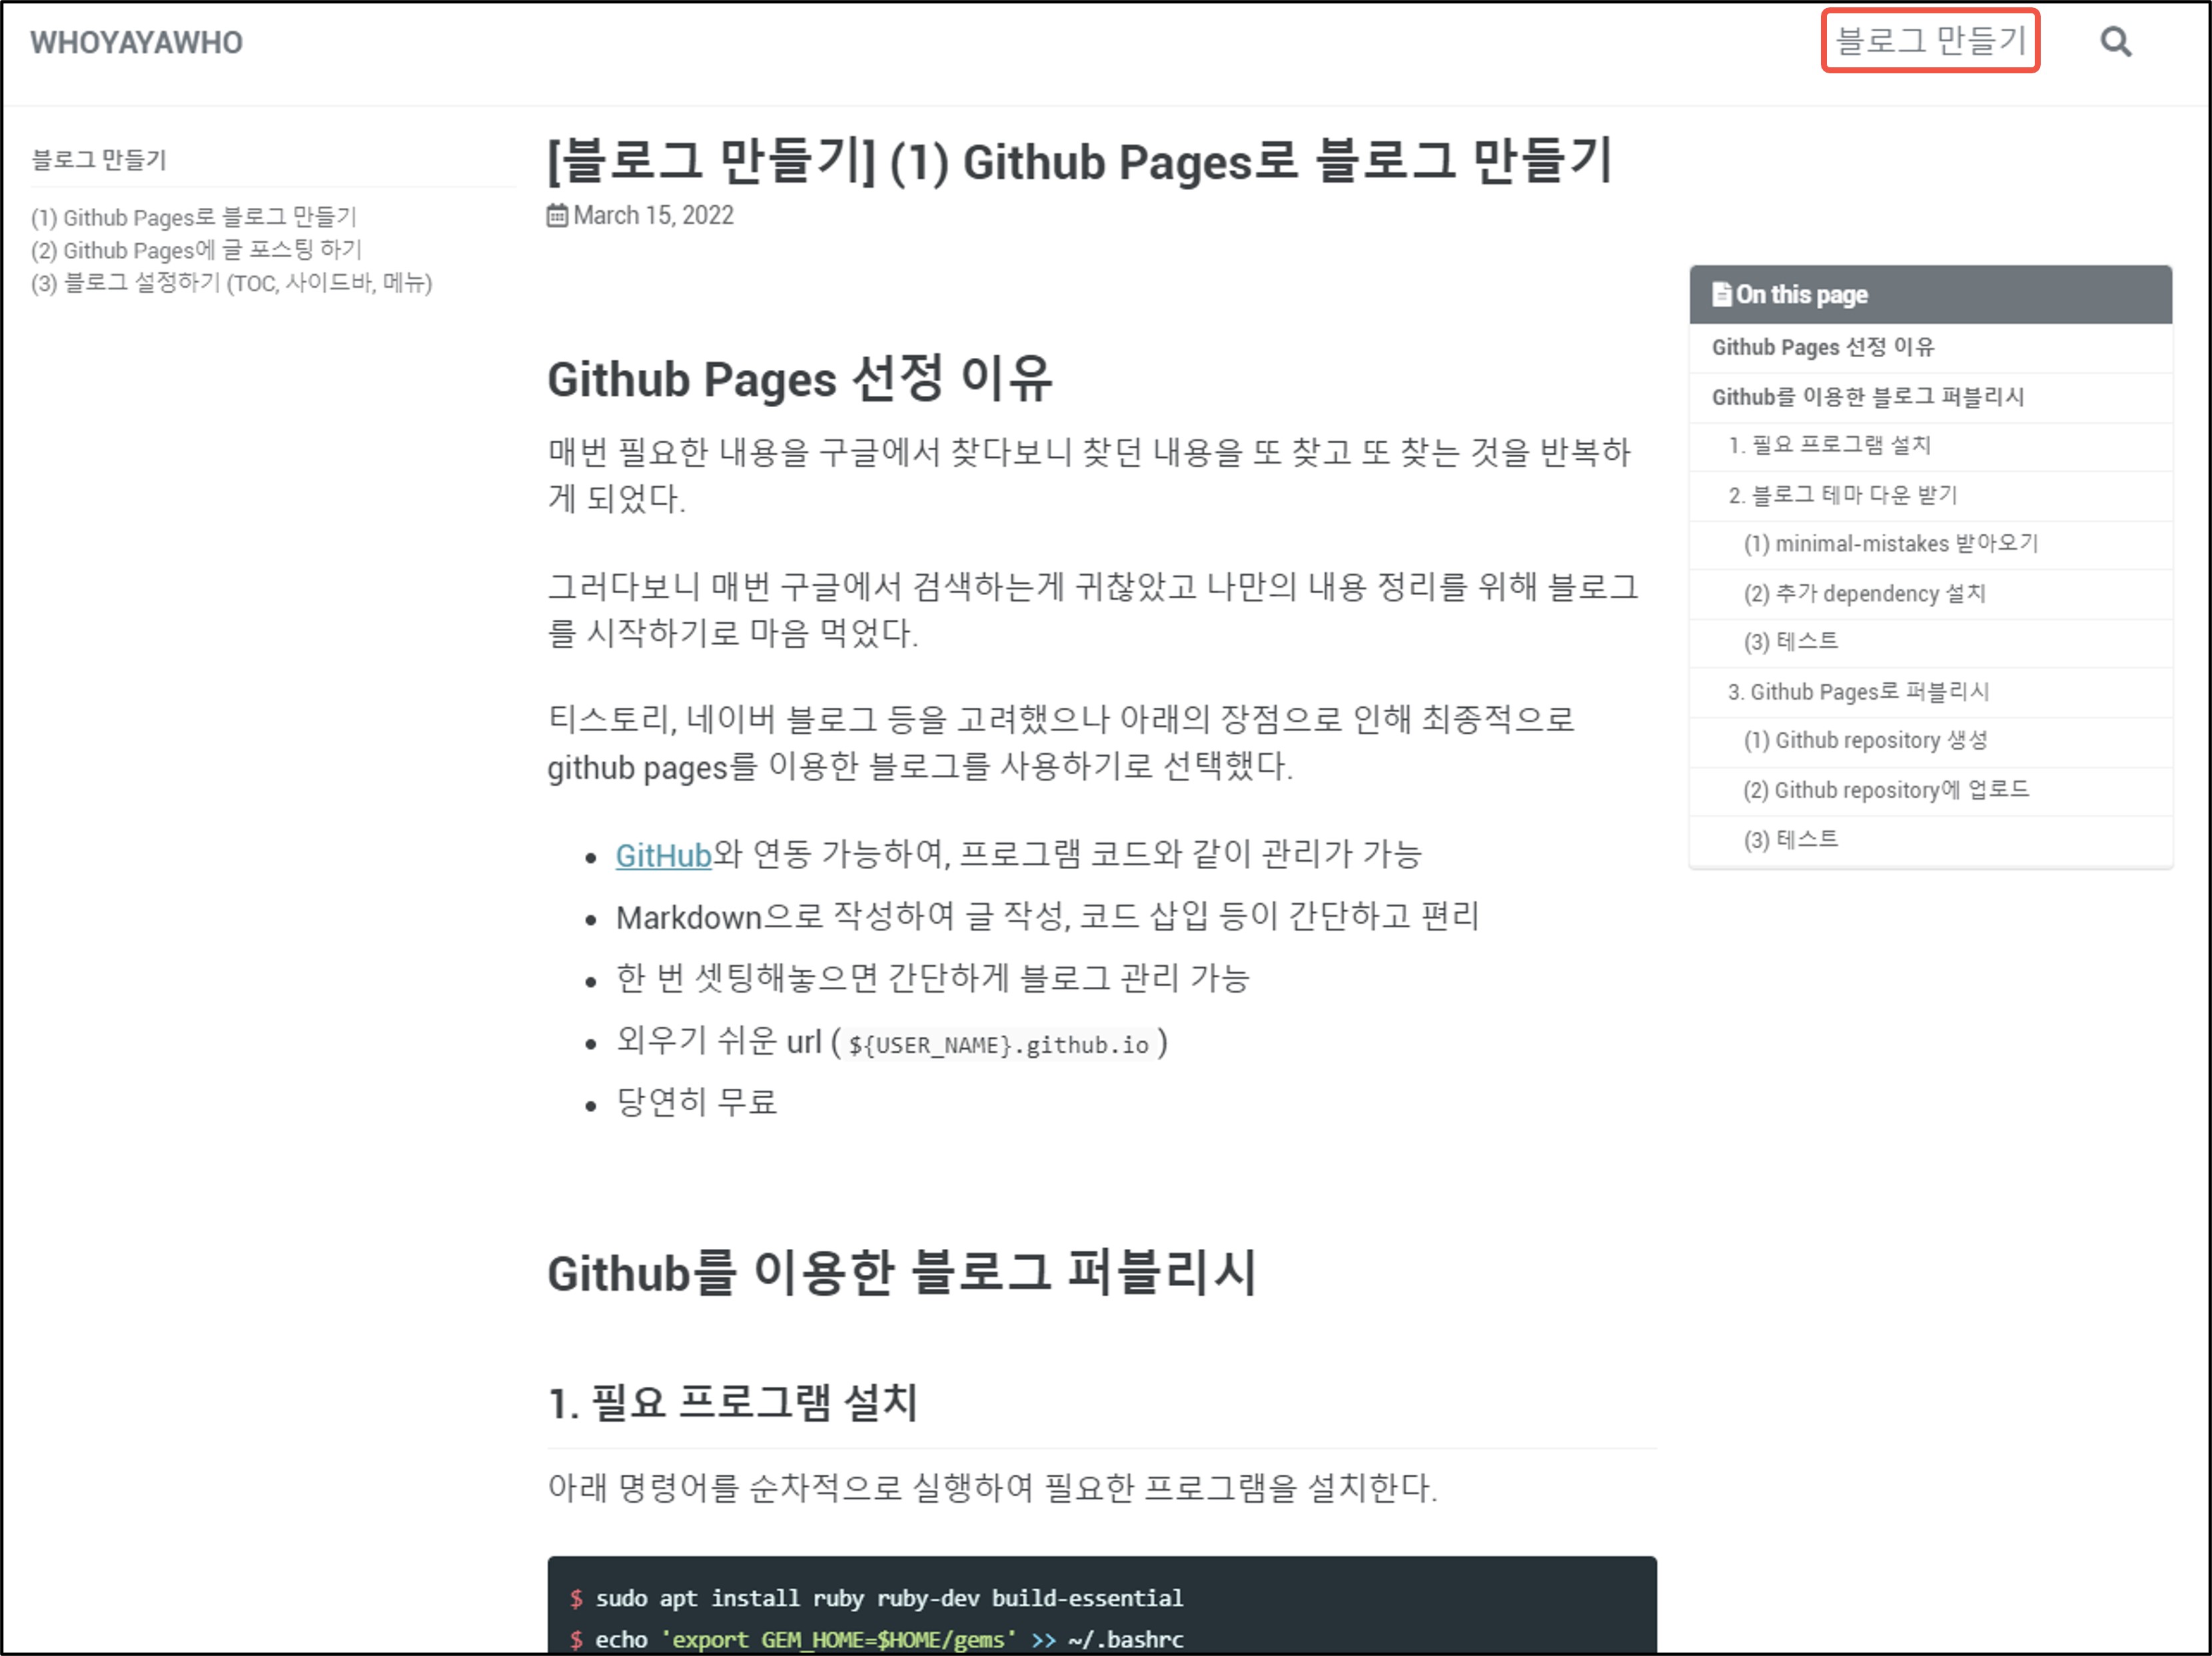 WHOYAYAWHO
블로그 만들기
블로그 만들기
(1) Github Pages로 블로그 만들기
(2) Github Pages에 글 포스팅 하기
(3) 블로그 설정하기 (TOC, 사이드바, 메뉴)
[블로그 만들기] (1) Github Pages로 블로그 만들기
March 15, 2022
Github Pages 선정 이유
매번 필요한 내용을 구글에서 찾다보니 찾던 내용을 또 찾고 또 찾는 것을 반복하
게 되었다.
그러다보니 매번 구글에서 검색하는게 귀찮았고 나만의 내용 정리를 위해 블로그
를 시작하기로 마음 먹었다.
티스토리, 네이버 블로그 등을 고려했으나 아래의 장점으로 인해 최종적으로
github pages를 이용한 블로그를 사용하기로 선택했다.
• GitHub와 연동 가능하여, 프로그램 코드와 같이 관리가 가능
• Markdown으로 작성하여 글 작성, 코드 삽입 등이 간단하고 편리
• 한 번 셋팅해놓으면 간단하게 블로그 관리 가능
• 외우기 쉬운 url ( ${USER_NAME}.github.io )
• 당연히 무료
Github를 이용한 블로그 퍼블리시
1. 필요 프로그램 설치
아래 명령어를 순차적으로 실행하여 필요한 프로그램을 설치한다.
$ sudo apt install ruby ruby-dev build-essential
$ echo 'export GEM_HOME=$HOME/gems' >> ~/.bashrc
On this page
Github Pages 선정 이유
Github를 이용한 블로그 퍼블리시
1. 필요 프로그램 설치
2. 블로그 테마 다운 받기
(1) minimal-mistakes 받아오기
(2) 추가 dependency 설치
(3) 테스트
3. Github Pages로 퍼블리시
(1) Github repository 생성
(2) Github repository에 업로드
(3) 테스트